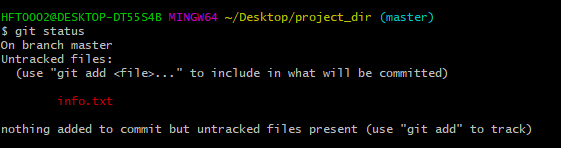 HFT0002@DESKTOP-DT55S4B MINGW64 ~/Desktop/project_dir (master)
$ git status
On branch master
Untracked files:
  (use "git add <file>..." to include in what will be committed)

        info.txt

nothing added to commit but untracked files present (use "git add" to track)